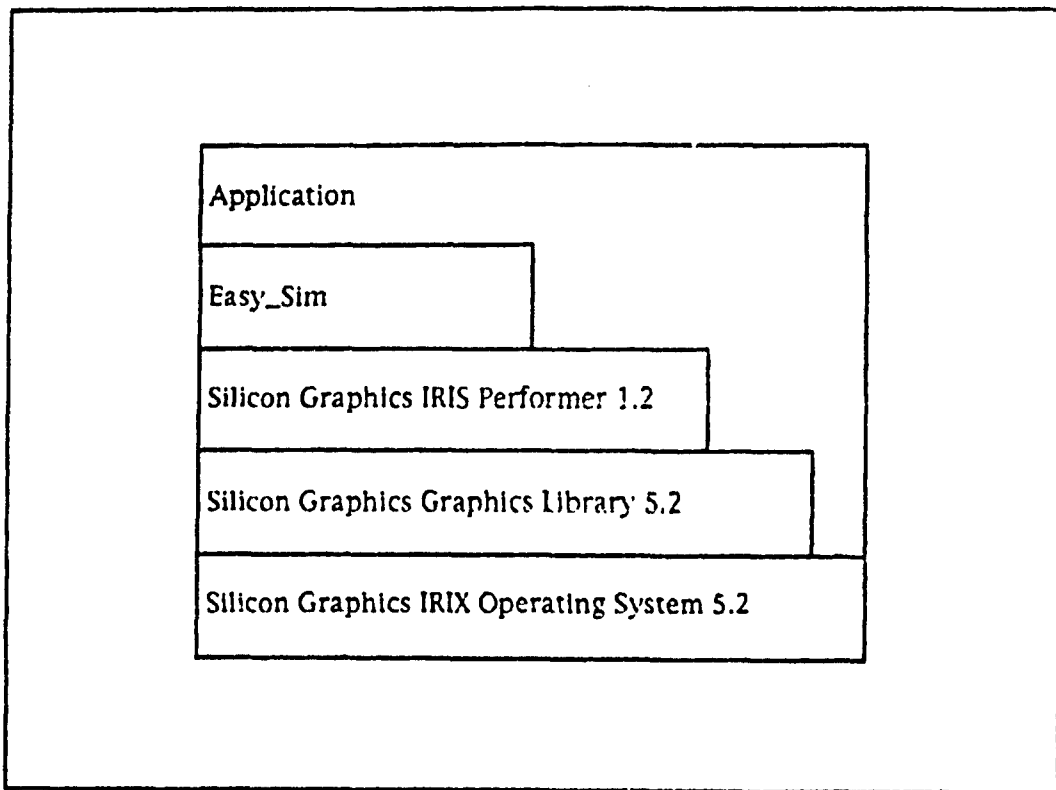 Application
Easy_Sim
Silicon Graphics IRIS Performer 1.2
Silicon Graphics Graphics Library 5.2
Silicon Graphics IRIX Operating System 5.2